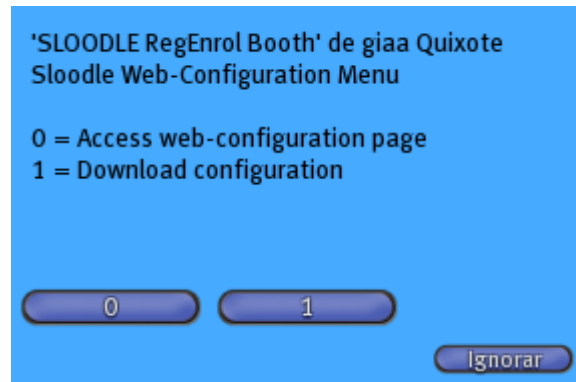 'SLOODLE RegEnrol Booth' de giaa Quixote
Sloodle Web-Configuration Menu
0 = Access web-configuration page
1 = Download configuration
0
1
Ignorar